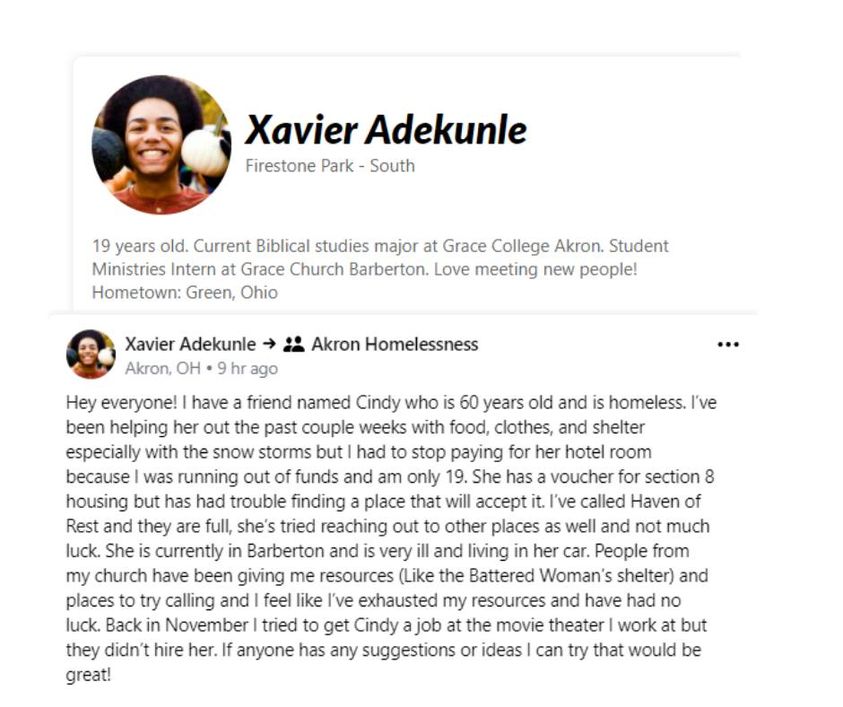 Xavier Adekunle
Firestone Park - South
19 years old. Current Biblical studies major at Grace College Akron. Student
Ministries Intern at Grace Church Barberton. Love meeting new people!
Hometown: Green, Ohio
Xavier Adekunle → Akron Homelessness
Akron, OH • 9 hr ago
Hey everyone! I have a friend named Cindy who is 60 years old and is homeless. I've
been helping her out the past couple weeks with food, clothes, and shelter
especially with the snow storms but I had to stop paying for her hotel room
because I was running out of funds and am only 19. She has a voucher for section 8
housing but has had trouble finding a place that will accept it. I've called Haven of
Rest and they are full, she's tried reaching out to other places as well and not much
luck. She is currently in Barberton and is very ill and living in her car. People from
my church have been giving me resources (Like the Battered Woman's shelter) and
places to try calling and I feel like I've exhausted my resources and have had no
luck. Back in November I tried to get Cindy a job at the movie theater I work at but
they didn't hire her. If anyone has any suggestions or ideas I can try that would be
great!